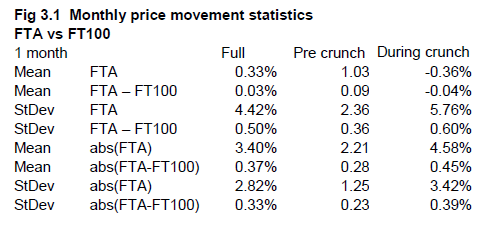 Fig 3.1 Monthly price movement statistics
FTA vs FT100
1 month Full Pre crunch During crunch
Mean FTA 0.33% 1.03 -0.36%
Mean FTA – FT100 0.03% 0.09 -0.04%
StDev FTA 4.42% 2.36 5.76%
StDev FTA – FT100 0.50% 0.36 0.60%
Mean abs(FTA) 3.40% 2.21 4.58%
Mean abs(FTA-FT100) 0.37% 0.28 0.45%
StDev abs(FTA) 2.82% 1.25 3.42%
StDev abs(FTA-FT100) 0.33% 0.23 0.39%